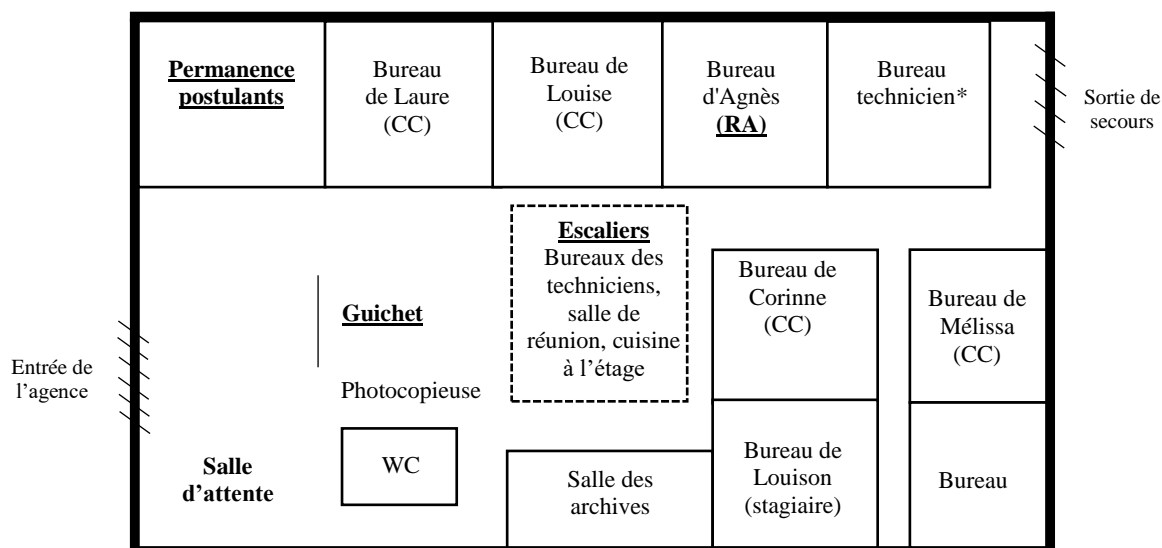 Permanence
postulants
Bureau
de Laure
(CC)
Bureau de
Louise
(CC)
Bureau
d'Agnès
(RA)
Bureau
technicien*
Sortie de
secours
Escaliers
Bureaux des
techniciens,
salle de
réunion, cuisine
à l’étage
Bureau de
Corinne
(CC)
Bureau de
Mélissa
(CC)
Guichet
Entrée de
l’agence
Photocopieuse
Salle
d’attente
WC
Salle des
archives
Bureau de
Louison
(stagiaire)
Bureau